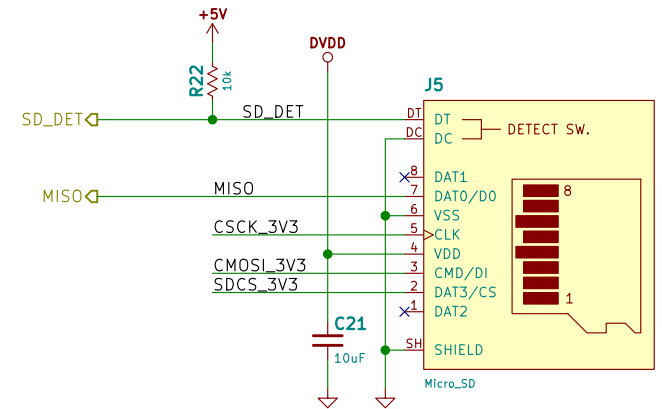 +5V
DVDD
R22
10k
J5
SD_DET
SD_DET
DT
DT
DETECT SW.
DC
DC
8
DAT1
8
MISO
MISO
7
DAT0/D0
6
VSS
CSCK_3V3
5
CLK
4
VDD
CMOSI_3V3
3
CMD/DI
SDCS_3V3
2
DAT3/CS
1
1
DAT2
C21
SH
SHIELD
10uF
Micro_SD